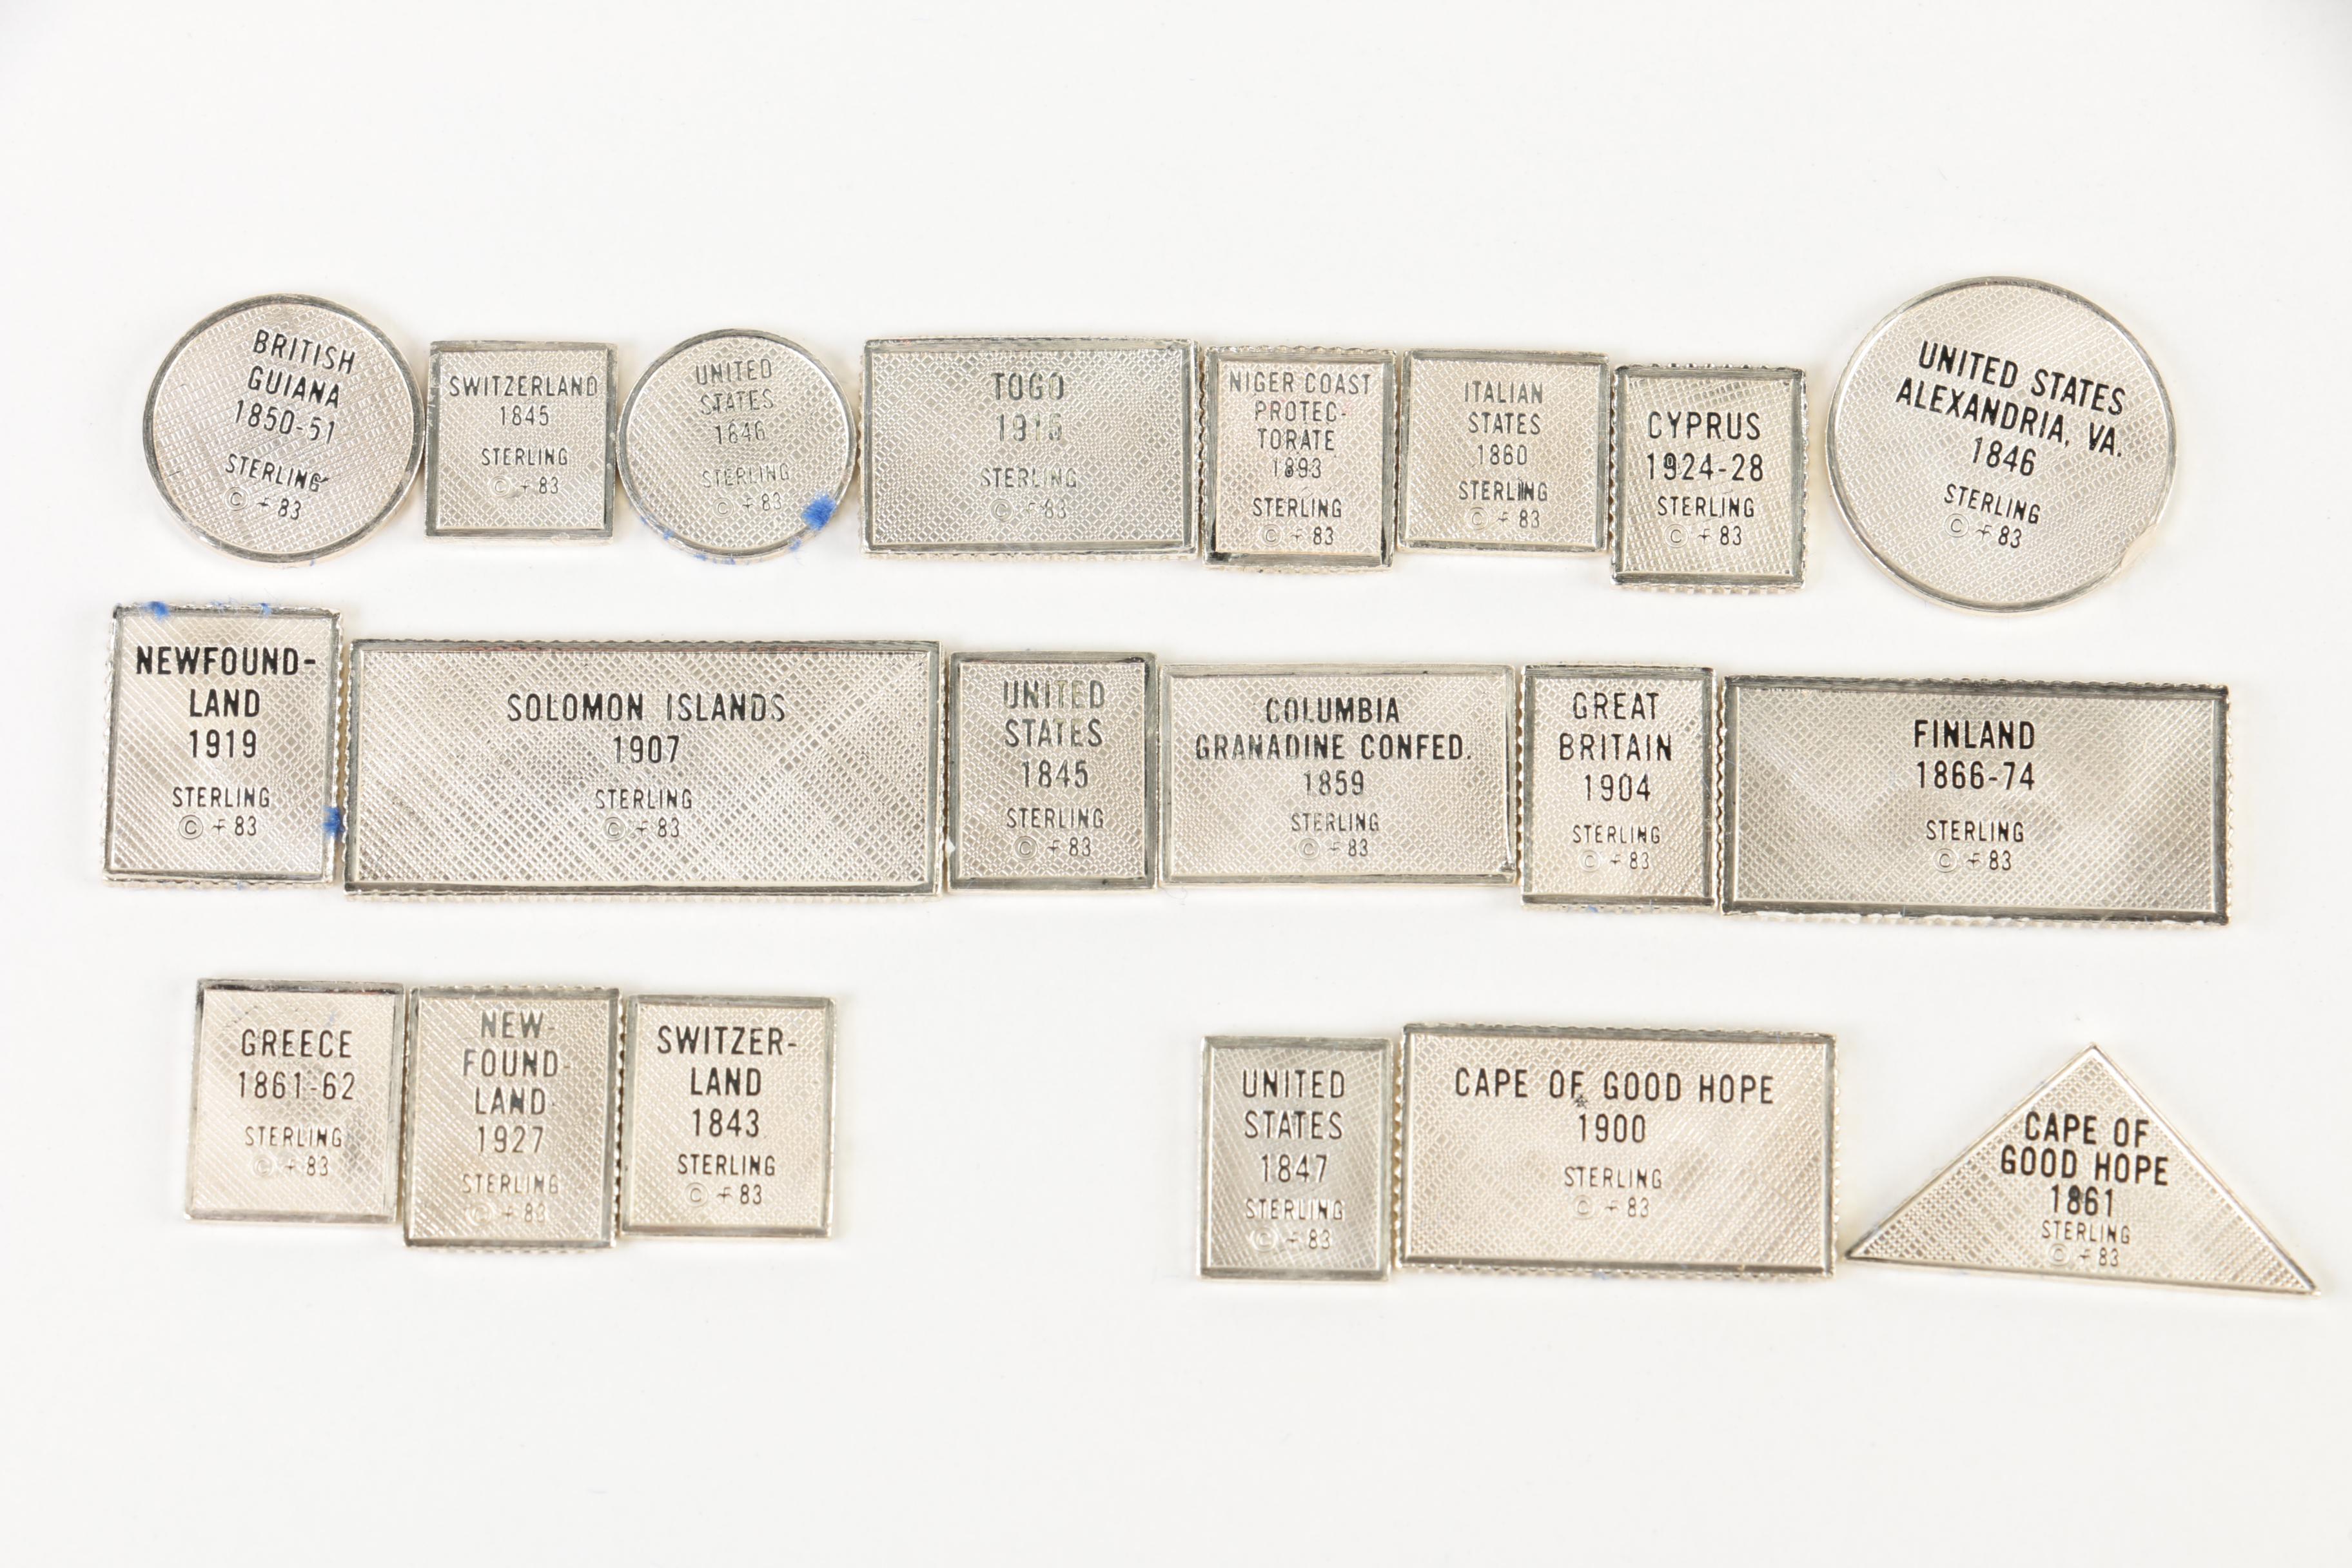 BRITISH
GUIANA
1850-51
STERLING
© F 83
SWITZERLAND
1845
STERLING
© F 83
UNITED
STATES
1846
STERLING
© F 83
TOGO
1915
STERLING
© F 83
NIGER COAST
PROTEC-
TORATE
1893
STERLING
© F 83
ITALIAN
STATES
1860
STERLING
© F 83
CYPRUS
1924-28
STERLING
© F 83
UNITED STATES
ALEXANDRIA, VA.
1846
STERLING
© F 83
NEWFOUND-
LAND
1919
STERLING
© F 83
SOLOMON ISLANDS
1907
STERLING
© F 83
UNITED
STATES
1845
STERLING
© F 83
COLUMBIA
GRANADINE CONFED.
1859
STERLING
© F 83
GREAT
BRITAIN
1904
STERLING
© F 83
FINLAND
1866-74
STERLING
© F 83
GREECE
1861-62
STERLING
© F 83
NEW-
FOUND-
LAND
1927
STERLING
© F 83
SWITZER-
LAND
1843
STERLING
© F 83
UNITED
STATES
1847
STERLING
© F 83
CAPE OF GOOD HOPE
1900
STERLING
© F 83
CAPE OF
GOOD HOPE
1861
STERLING
© F 83